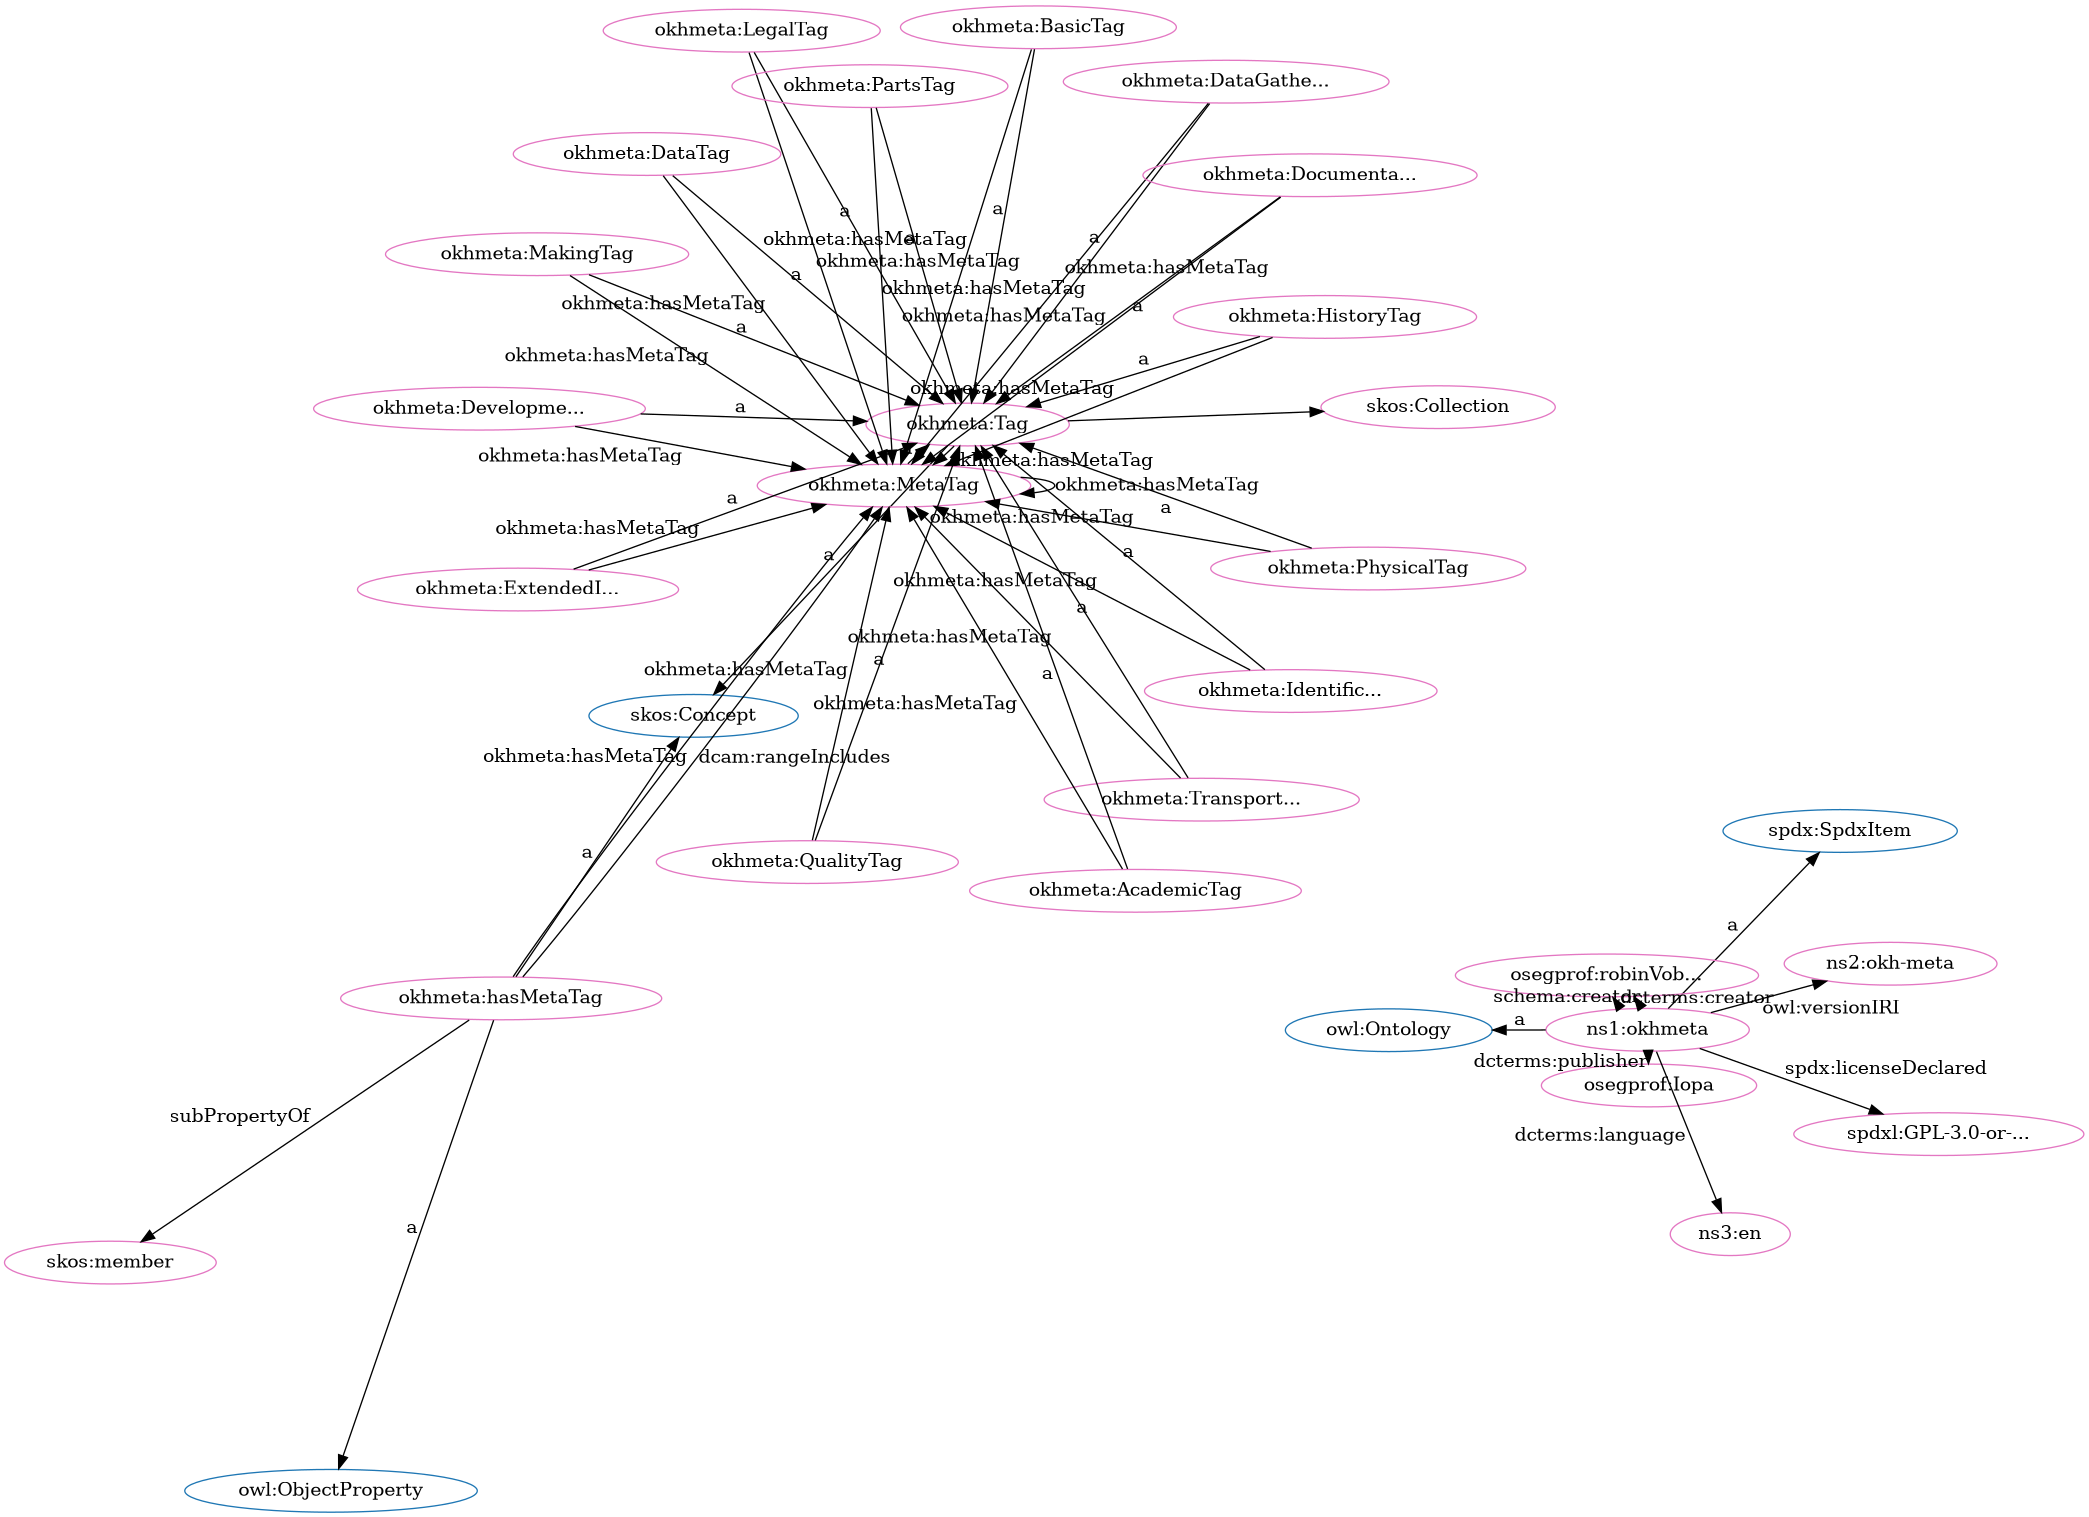 okhmeta:LegalTag
okhmeta:BasicTag
okhmeta:PartsTag
okhmeta:DataGathe...
okhmeta:DataTag
okhmeta:Documenta...
a
a
okhmeta:hasMetaTag
a
a
okhmeta:MakingTag
okhmeta:hasMetaTag
okhmeta:hasMetaTag
a
okhmeta:hasMetaTag
okhmeta:hasMetaTag
a
okhmeta:hasMetaTag
okhmeta:HistoryTag
a
okhmeta:hasMetaTag
a
okhmeta:hasMetaTag
okhmeta:Developme...
a
skos:Collection
okhmeta:Tag
okhmeta:hasMetaTag
okhmeta:hasMetaTag
okhmeta:MetaTag
okhmeta:hasMetaTag
a
a
okhmeta:hasMetaTag
okhmeta:hasMetaTag
a
a
okhmeta:PhysicalTag
okhmeta:ExtendedI...
okhmeta:hasMetaTag
a
okhmeta:hasMetaTag
a
okhmeta:hasMetaTag
a
okhmeta:Identific...
okhmeta:hasMetaTag
skos:Concept
okhmeta:hasMetaTag
dcam:rangeIncludes
okhmeta:Transport...
a
okhmeta:QualityTag
okhmeta:AcademicTag
spdx:SpdxItem
a
okhmeta:hasMetaTag
osegprof:robinVob...
ns2:okh-meta
schema:creator
dcterms:creator
owl:versionIRI
owl:Ontology
a
ns1:okhmeta
dcterms:publisher
spdx:licenseDeclared
osegprof:Iopa
subPropertyOf
dcterms:language
spdxl:GPL-3.0-or-...
a
ns3:en
skos:member
owl:ObjectProperty